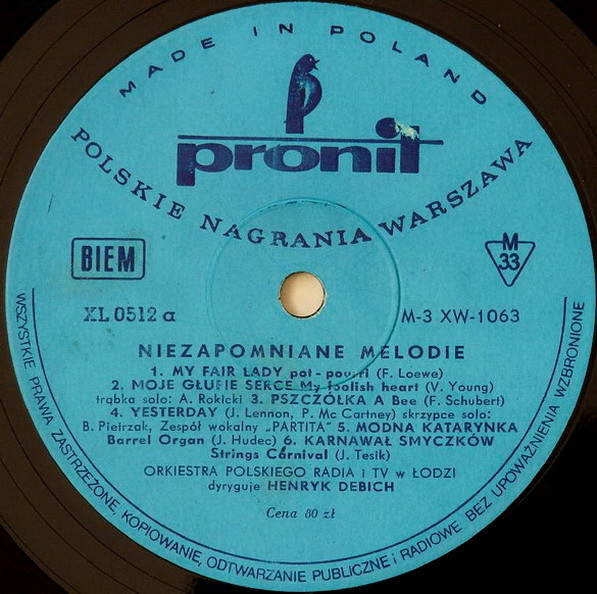 MADE IN POLAND
pronit
POLSKIE NAGRANIA WARSZAWA
BIEM
M 33
XL 0512 a
M-3 XW-1063
NIEZAPOMNIANE MELODIE
1. MY FAIR LADY pot-pourri (F. Loewe)
2. MOJE GŁUPIE SERCE My foolish heart (V. Young)
trąbka solo: A. Rokicki 3. PSZCZÓŁKA A Bee (F. Schubert)
4. YESTERDAY (J. Lennon, P. Mc Cartney) skrzypce solo:
B. Pietrzak, Zespół wokalny „PARTITA" 5. MODNA KATARYNKA
Barrel Organ (J. Hudec) 6. KARNAWAŁ SMYCZKÓW
Strings Carnival (J. Tesik)
ORKIESTRA POLSKIEGO RADIA i TV w ŁODZI
dyryguje HENRYK DEBICH
Cena 80 zł
WSZYSTKIE PRAWA ZASTRZEŻONE, KOPIOWANIE, ODTWARZANIE PUBLICZNE i RADIOWE BEZ UPOWAŻNIENIA WZBRONIONE